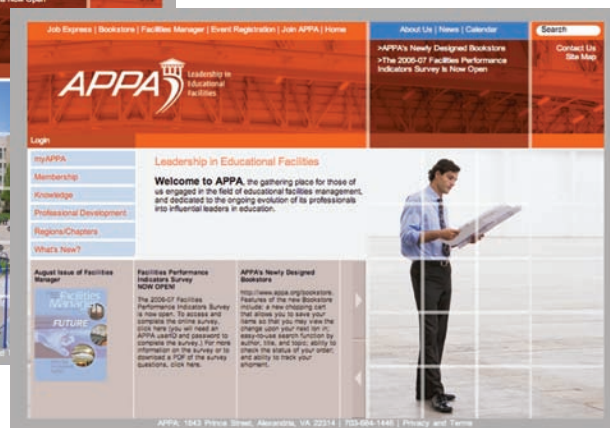 Now Open
Job Express | Bookstore | Facilities Manager | Event Registration | Join APPA | Home
About Us | News | Calendar
Search
>APPA's Newly Designed Bookstore
>The 2006-07 Facilities Performance Indicators Survey Is Now Open
Contact Us
Site Map
APPA
Leadership in
Educational
Facilities
Login
myAPPA
Membership
Knowledge
Professional Development
Regions/Chapters
What's New?
Leadership in Educational Facilities
Welcome to APPA, the gathering place for those of
us engaged in the field of educational facilities management,
and dedicated to the ongoing evolution of its professionals
into influential leaders in education.
August Issue of Facilities
Manager
Facilities
Manager
FUTURE
Facilities Performance
Indicators Survey
NOW OPEN!
The 2006-07 Facilities
Performance Indicators Survey
is now open. To access and
complete the online survey,
click here (you will need an
APPA userID and password to
complete the survey.) For more
information on the survey or to
download a PDF of the survey
questions, click here.
APPA's Newly Designed
Bookstore
http://www.appa.org/bookstore.
Features of the new Bookstore
include: a new shopping cart
that allows you to save your
items so that you may view the
change upon your next log in;
easy-to-use search function by
author, title, and topic; ability to
check the status of your order;
and ability to track your
shipment.
APPA: 1643 Prince Street, Alexandria, VA 22314 | 703-684-1446 | Privacy and Terms